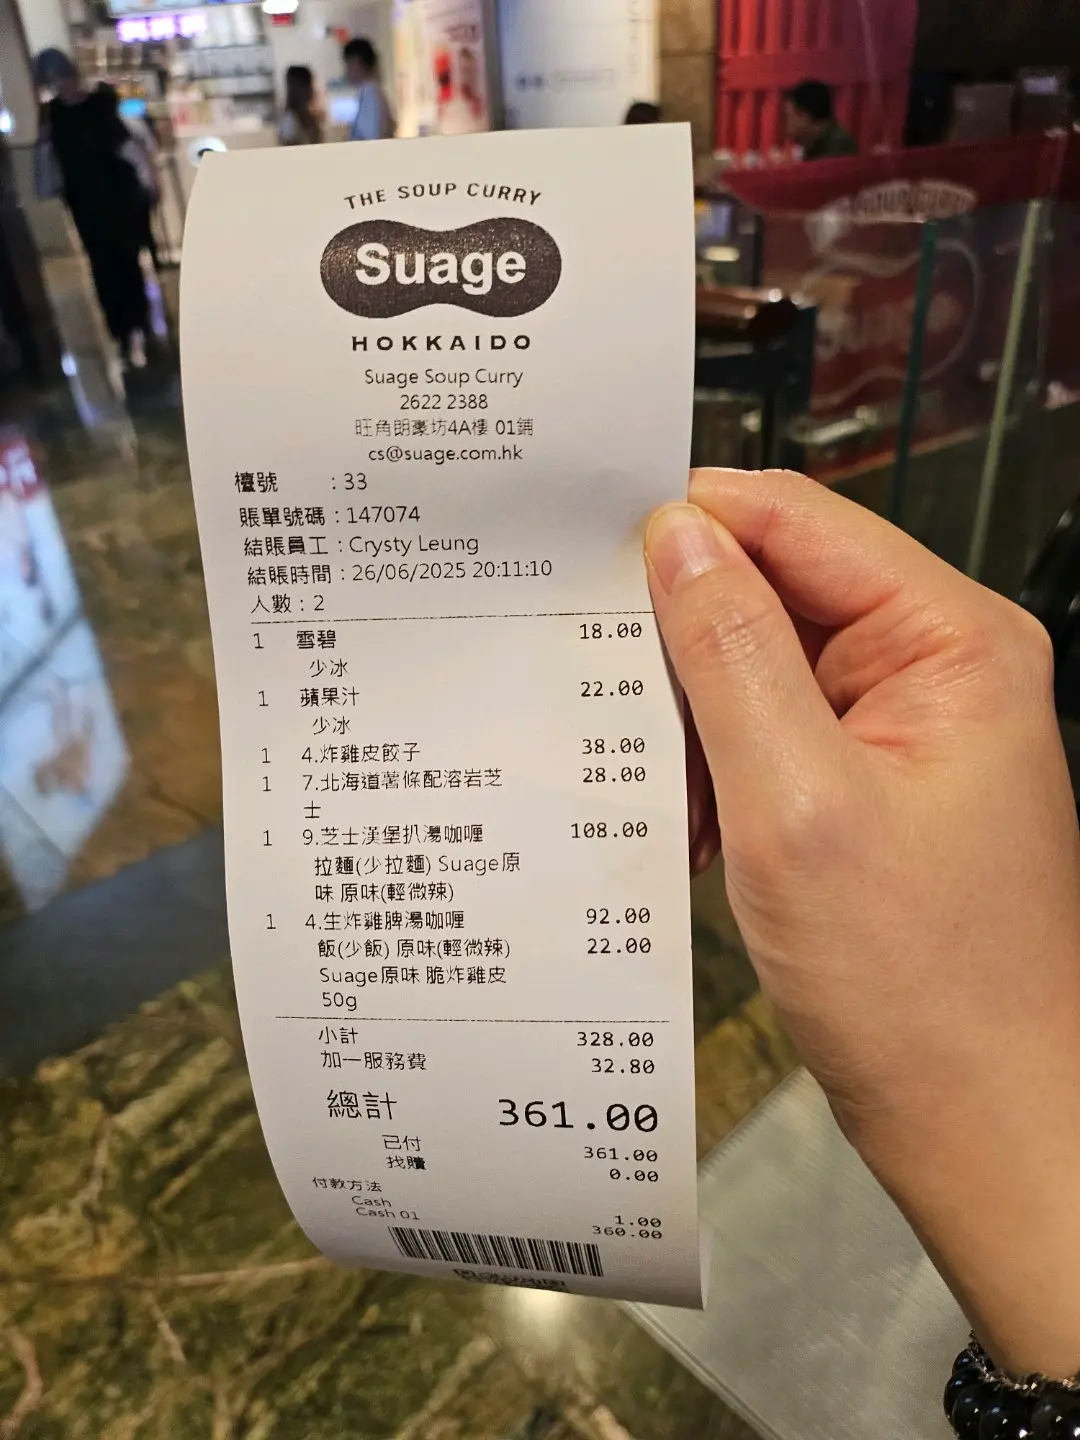 THE SOUP CURRY
Suage
HOKKAIDO
Suage Soup Curry
2622 2388
旺角朗豪坊4A樓 01鋪
cs@suage.com.hk
檯號 : 33
賬單號碼 : 147074
結賬員工 : Crysty Leung
結賬時間 : 26/06/2025 20:11:10
人數 : 2
1 雪碧 18.00
少冰
1 蘋果汁 22.00
少冰
1 4.炸雞皮餃子 38.00
1 7.北海道薯條配溶岩芝 28.00
士
1 9.芝士漢堡扒湯咖喱 108.00
拉麵(少拉麵) Suage原
味 原味(輕微辣)
1 4.生炸雞脾湯咖喱 92.00
飯(少飯) 原味(輕微辣) 22.00
Suage原味 脆炸雞皮
50g
小計 328.00
加一服務費 32.80
總計 361.00
已付 361.00
找贖 0.00
付款方法
Cash 1.00
Cash 01 360.00
SOUP CURRY